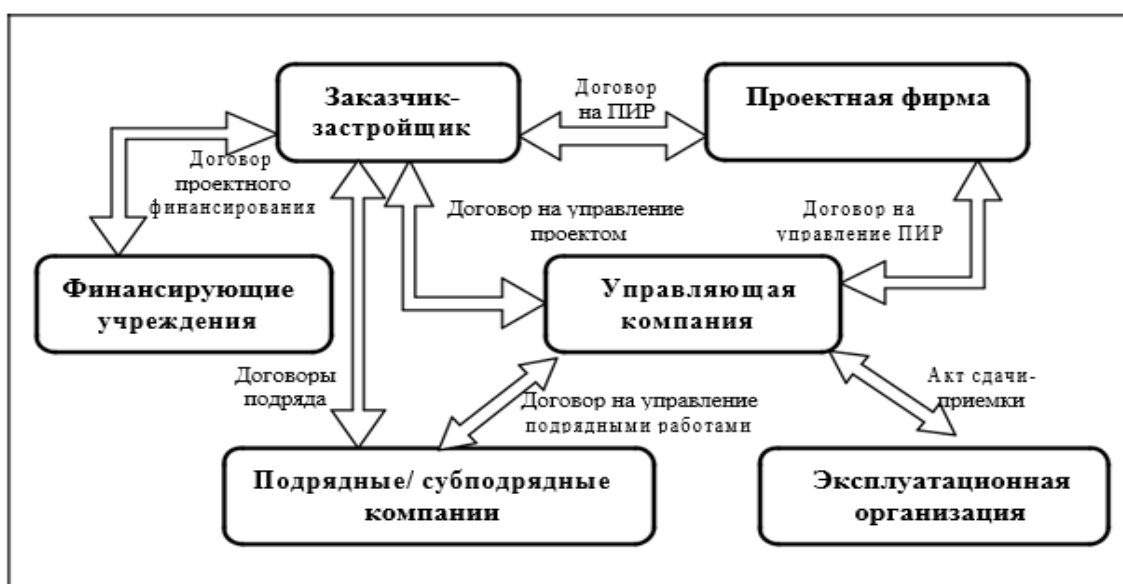 Заказчик-
застройщик
Договор
на ПИР
Проектная фирма
Договор
проектного
финансирования
Договор на управление
проектом
Договор на
управление ПИР
Финансирующие
учреждения
Управляющая
компания
Договоры
подряда
Договор на управление
подрядными работами
Акт сдачи-
приемки
Подрядные/ субподрядные
компании
Эксплуатационная
организация